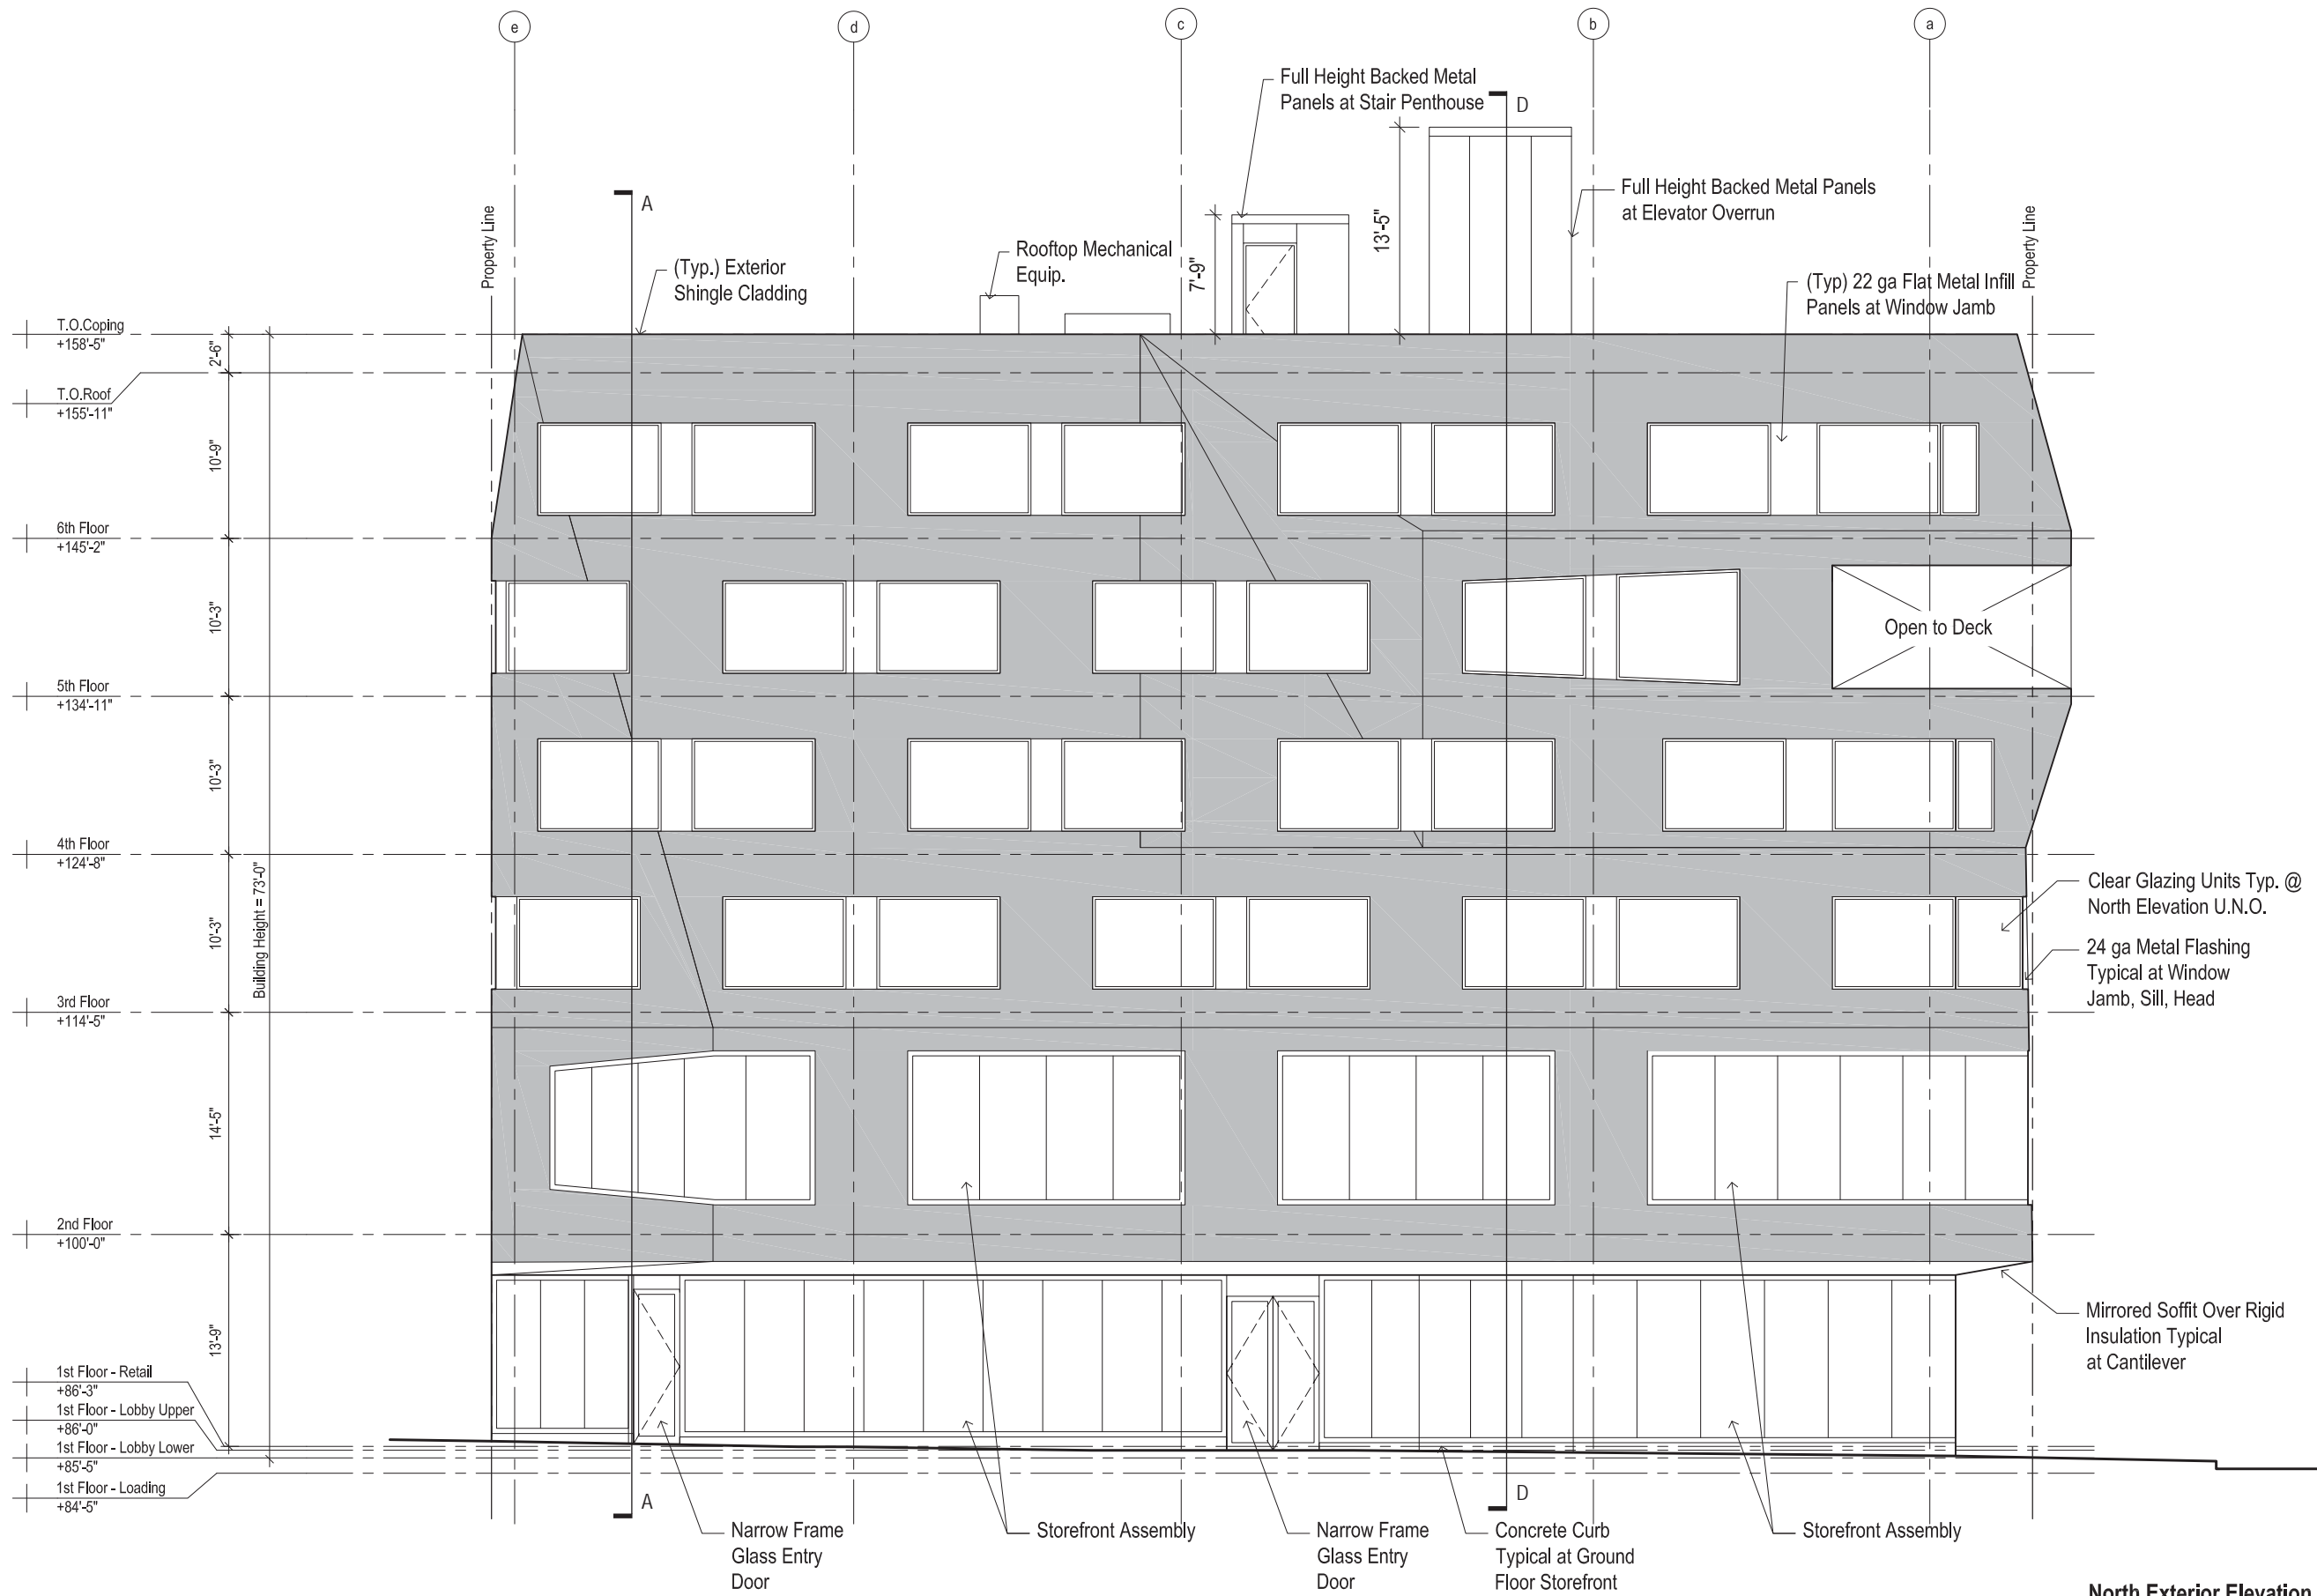 e
d
c
b
a
Full Height Backed Metal
Panels at Stair Penthouse
D
A
Full Height Backed Metal Panels
at Elevator Overrun
13'-5"
7'-9"
Property Line
Property Line
Rooftop Mechanical
Equip.
(Typ.) Exterior
Shingle Cladding
(Typ) 22 ga Flat Metal Infill
Panels at Window Jamb
T.O.Coping
+158'-5"
2'-6"
T.O.Roof
+155'-11"
10'-9"
6th Floor
+145'-2"
10'-3"
Open to Deck
5th Floor
+134'-11"
10'-3"
4th Floor
+124'-8"
Building Height = 73'-0"
10'-3"
Clear Glazing Units Typ. @
North Elevation U.N.O.
24 ga Metal Flashing
Typical at Window
Jamb, Sill, Head
3rd Floor
+114'-5"
14'-5"
2nd Floor
+100'-0"
13'-9"
Mirrored Soffit Over Rigid
Insulation Typical
at Cantilever
1st Floor - Retail
+86'-3"
1st Floor - Lobby Upper
+86'-0"
1st Floor - Lobby Lower
+85'-5"
1st Floor - Loading
+84'-5"
A
D
Narrow Frame
Glass Entry
Door
Storefront Assembly
Narrow Frame
Glass Entry
Door
Concrete Curb
Typical at Ground
Floor Storefront
Storefront Assembly
North Exterior Elevation